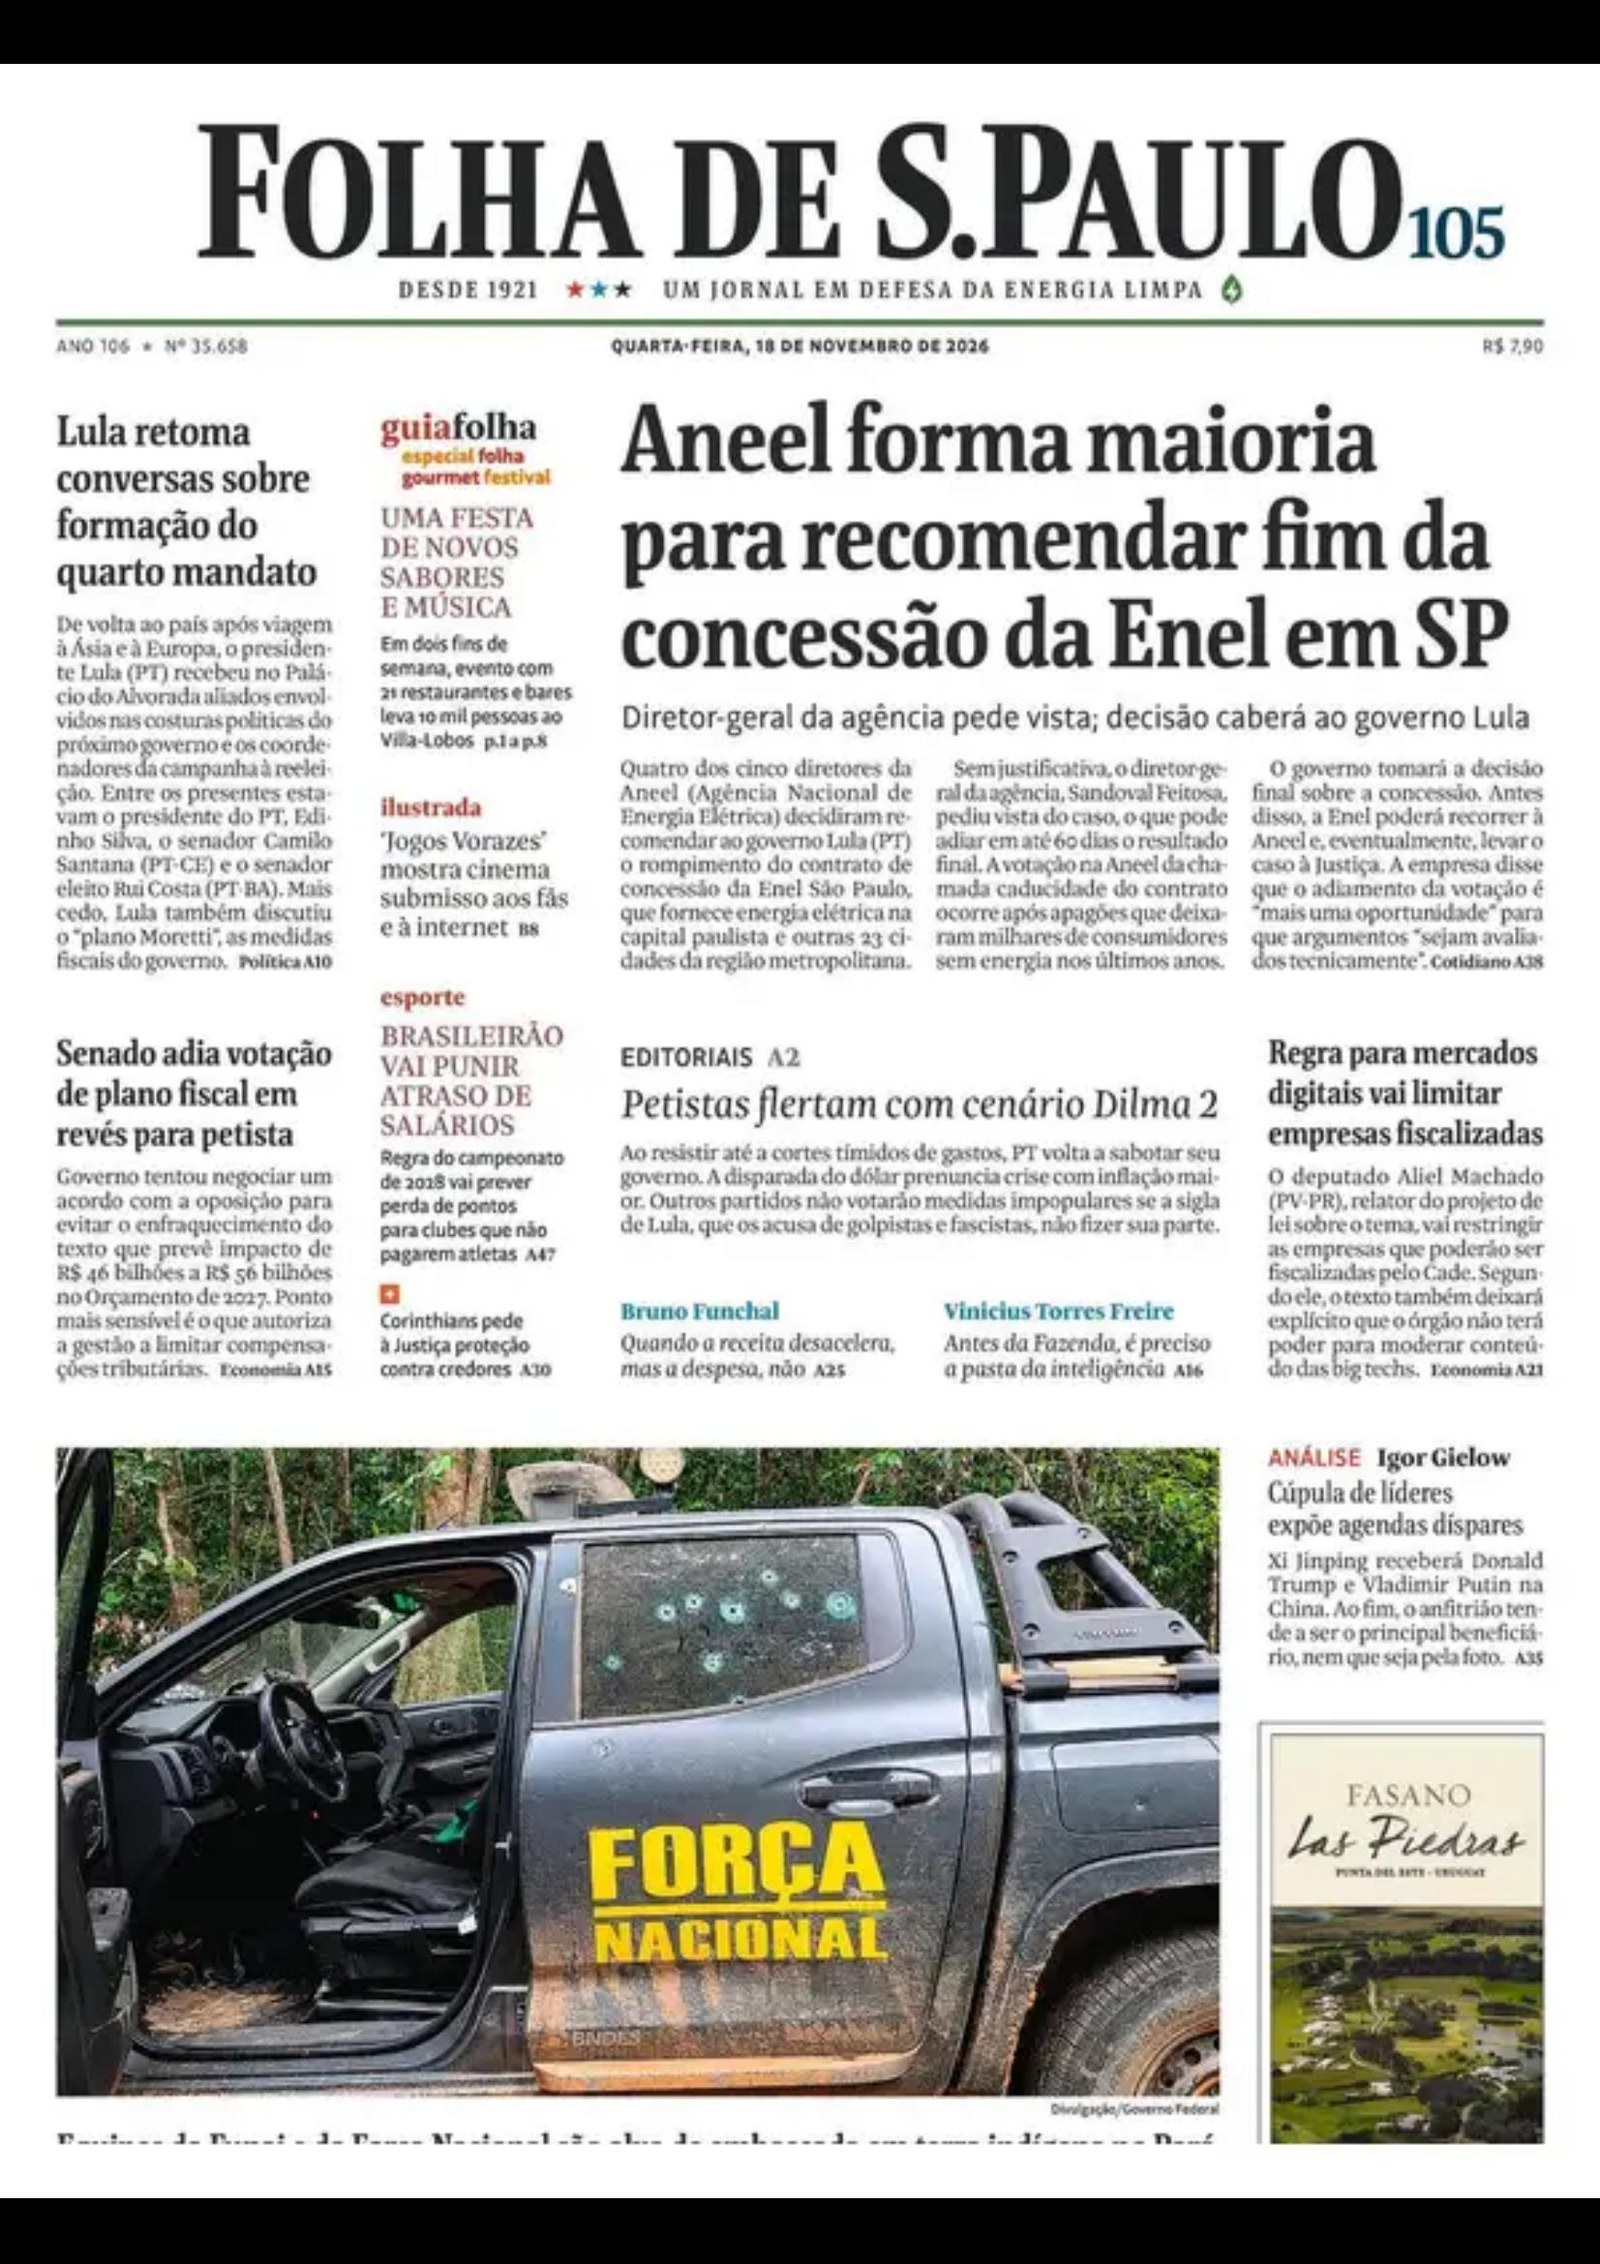 FOLHA DE S.PAULO 105
DESDE 1921 ★★★ UM JORNAL EM DEFESA DA ENERGIA LIMPA
ANO 106 ★ Nº 35.658
QUARTA-FEIRA, 18 DE NOVEMBRO DE 2026
R$ 7,90
Lula retoma
conversas sobre
formação do
quarto mandato
De volta ao país após viagem
à Ásia e à Europa, o presiden-
te Lula (PT) recebeu no Palá-
cio do Alvorada aliados envol-
vidos nas costuras políticas do
próximo governo e os coorde-
nadores da campanha à reelei-
ção. Entre os presentes esta-
vam o presidente do PT, Edi-
nho Silva, o senador Camilo
Santana (PT-CE) e o senador
eleito Rui Costa (PT-BA). Mais
cedo, Lula também discutiu
o "plano Moretti", as medidas
fiscais do governo. Política A10
Senado adia votação
de plano fiscal em
revés para petista
Governo tentou negociar um
acordo com a oposição para
evitar o enfraquecimento do
texto que prevê impacto de
R$ 46 bilhões a R$ 56 bilhões
no Orçamento de 2027. Ponto
mais sensível é o que autoriza
a gestão a limitar compensa-
ções tributárias. Economia A15
guiafolha
especial folha
gourmet festival
UMA FESTA
DE NOVOS
SABORES
E MÚSICA
Em dois fins de
semana, evento com
21 restaurantes e bares
leva 10 mil pessoas ao
Villa-Lobos p.1 a p.8
ilustrada
'Jogos Vorazes'
mostra cinema
submisso aos fãs
e à internet B8
esporte
BRASILEIRÃO
VAI PUNIR
ATRASO DE
SALÁRIOS
Regra do campeonato
de 2028 vai prever
perda de pontos
para clubes que não
pagarem atletas A47
+
Corinthians pede
à Justiça proteção
contra credores A30
Aneel forma maioria
para recomendar fim da
concessão da Enel em SP
Diretor-geral da agência pede vista; decisão caberá ao governo Lula
Quatro dos cinco diretores da
Aneel (Agência Nacional de
Energia Elétrica) decidiram re-
comendar ao governo Lula (PT)
o rompimento do contrato de
concessão da Enel São Paulo,
que fornece energia elétrica na
capital paulista e outras 23 ci-
dades da região metropolitana.
Sem justificativa, o diretor-ge-
ral da agência, Sandoval Feitosa,
pediu vista do caso, o que pode
adiar em até 60 dias o resultado
final. A votação na Aneel da cha-
mada caducidade do contrato
ocorre após apagões que deixa-
ram milhares de consumidores
sem energia nos últimos anos.
O governo tomará a decisão
final sobre a concessão. Antes
disso, a Enel poderá recorrer à
Aneel e, eventualmente, levar o
caso à Justiça. A empresa disse
que o adiamento da votação é
"mais uma oportunidade" para
que argumentos "sejam avalia-
dos tecnicamente". Cotidiano A38
EDITORIAIS A2
Petistas flertam com cenário Dilma 2
Ao resistir até a cortes tímidos de gastos, PT volta a sabotar seu
governo. A disparada do dólar prenuncia crise com inflação mai-
or. Outros partidos não votarão medidas impopulares se a sigla
de Lula, que os acusa de golpistas e fascistas, não fizer sua parte.
Bruno Funchal
Quando a receita desacelera,
mas a despesa, não A25
Vinicius Torres Freire
Antes da Fazenda, é preciso
a pasta da inteligência A16
Regra para mercados
digitais vai limitar
empresas fiscalizadas
O deputado Aliel Machado
(PV-PR), relator do projeto de
lei sobre o tema, vai restringir
as empresas que poderão ser
fiscalizadas pelo Cade. Segun-
do ele, o texto também deixará
explícito que o órgão não terá
poder para moderar conteú-
do das big techs. Economia A21
ANÁLISE Igor Gielow
Cúpula de líderes
expõe agendas díspares
Xi Jinping receberá Donald
Trump e Vladimir Putin na
China. Ao fim, o anfitrião ten-
de a ser o principal beneficiá-
rio, nem que seja pela foto. A35
FORÇA
NACIONAL
BNDES
Divulgação/Governo Federal
Equipes da Funai e da Força Nacional são alvo de emboscada em terra indígena no Pará
FASANO
Las Piedras
PUNTA DEL ESTE - URUGUAY